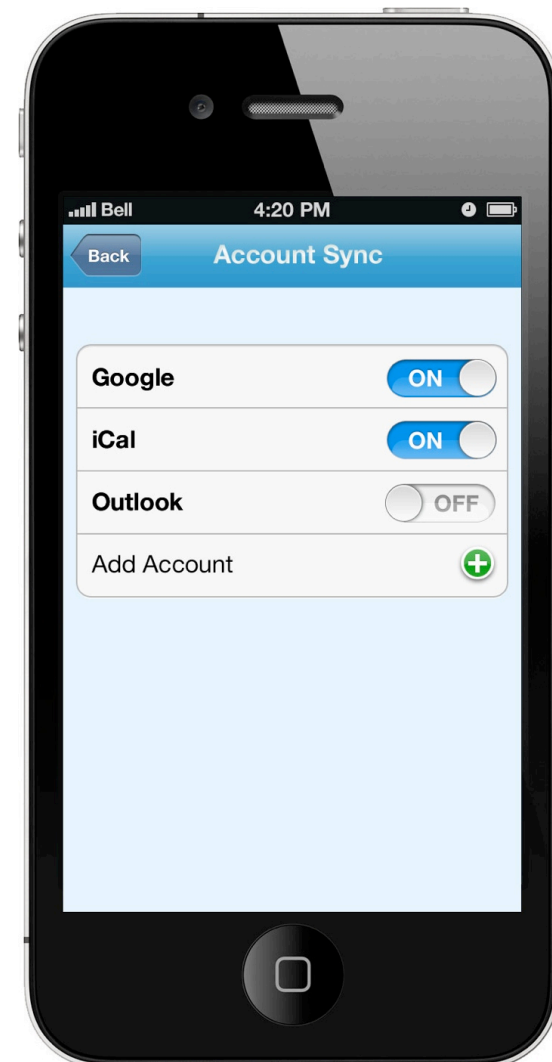 Bell 4:20 PM
Back Account Sync
Google ON
iCal ON
Outlook OFF
Add Account